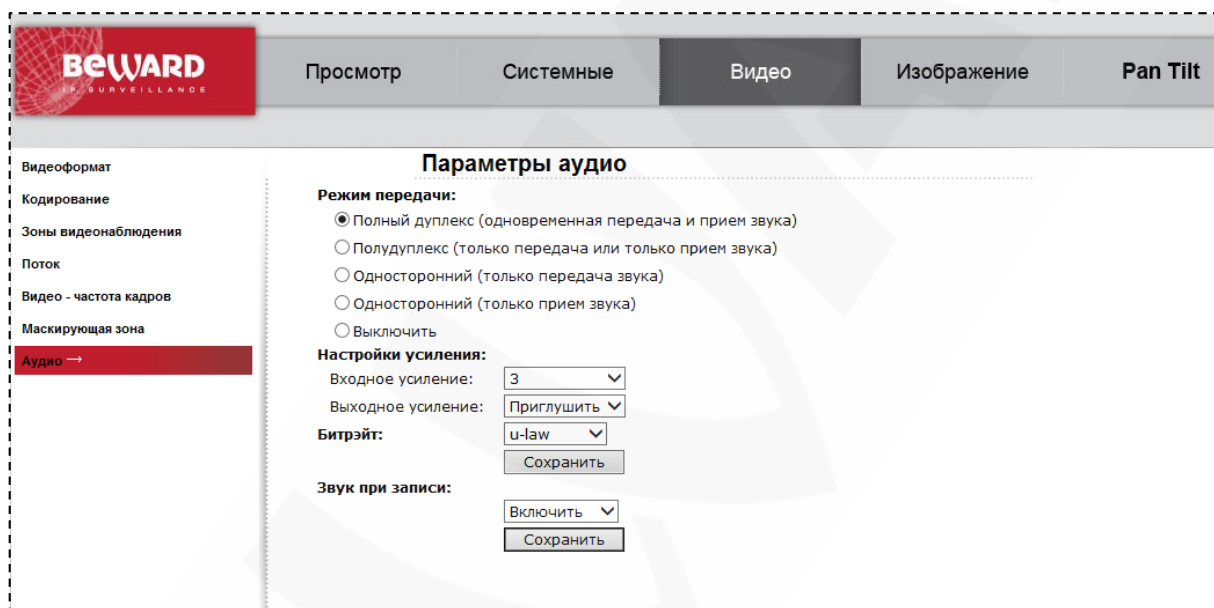 BEWARD
IP SURVEILLANCE
Просмотр Системные Видео Изображение Pan Tilt
Видеоформат
Кодирование
Зоны видеонаблюдения
Поток
Видео - частота кадров
Маскирующая зона
Аудио →
Параметры аудио
Режим передачи:
Полный дуплекс (одновременная передача и прием звука)
Полудуплекс (только передача или только прием звука)
Односторонний (только передача звука)
Односторонний (только прием звука)
Выключить
Настройки усиления:
Входное усиление: 3
Выходное усиление: Приглушить
Битрэйт: u-law
Сохранить
Звук при записи:
Включить
Сохранить